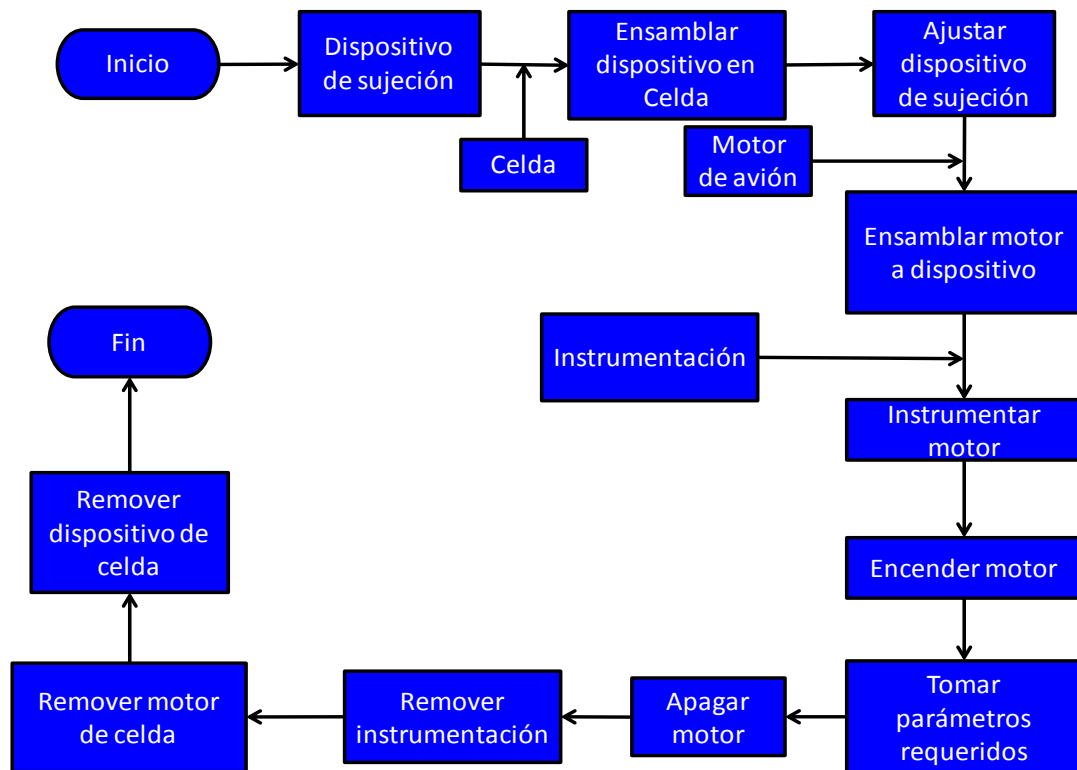 Inicio
Dispositivo
de sujeción
Ensamblar
dispositivo en
Celda
Ajustar
dispositivo
de sujeción
Celda
Motor
de avión
Ensamblar motor
a dispositivo
Instrumentación
Instrumentar
motor
Encender motor
Tomar
parámetros
requeridos
Apagar
motor
Remover
instrumentación
Remover motor
de celda
Remover
dispositivo de
celda
Fin